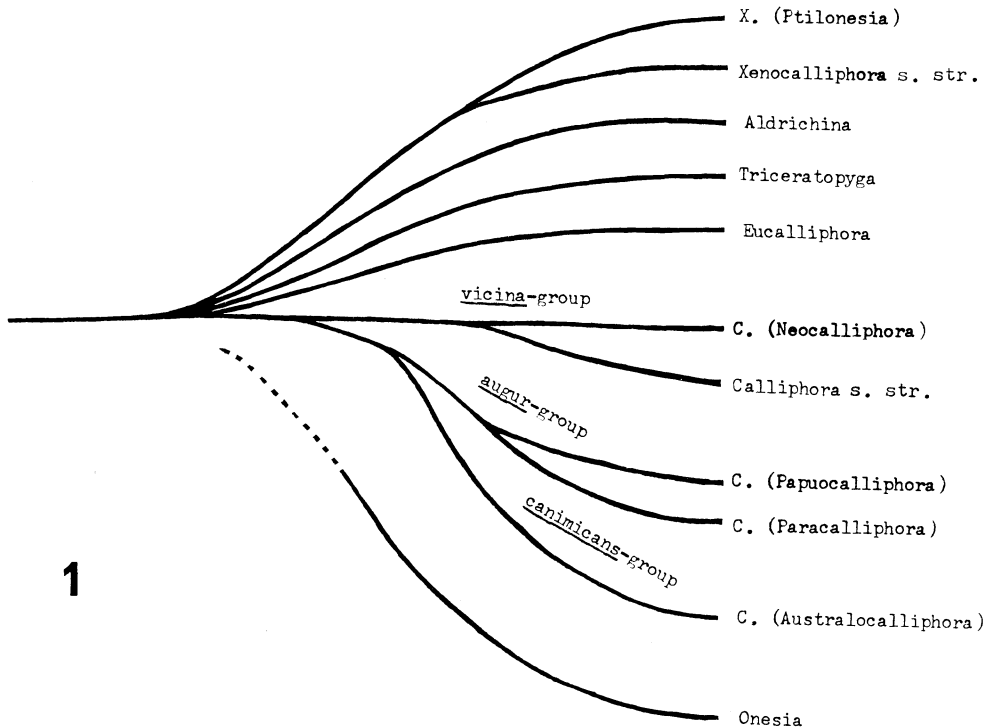 X. (Ptilonesia)
Xenocalliphora s. str.
Aldrichina
Triceratopyga
Eucalliphora
vicina-group
C. (Neocalliphora)
Calliphora s. str.
augur-group
C. (Papuocalliphora)
C. (Paracalliphora)
canimicans-group
1
C. (Australocalliphora)
Onesia